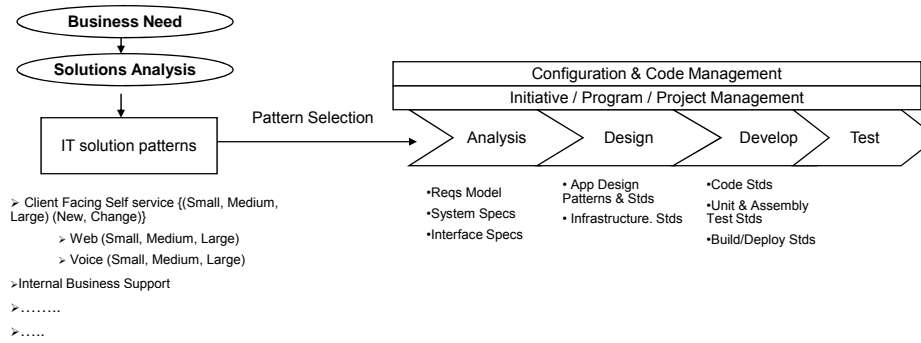 Business Need
Solutions Analysis
IT solution patterns
Pattern Selection
Configuration & Code Management
Initiative / Program / Project Management
Analysis
Design
Develop
Test
•Reqs Model
•System Specs
•Interface Specs
• App Design
Patterns & Stds
• Infrastructure. Stds
•Code Stds
•Unit & Assembly
Test Stds
•Build/Deploy Stds
➢ Client Facing Self service {(Small, Medium,
Large) (New, Change)}
➢ Web (Small, Medium, Large)
➢ Voice (Small, Medium, Large)
➢Internal Business Support
➢……..
➢…..